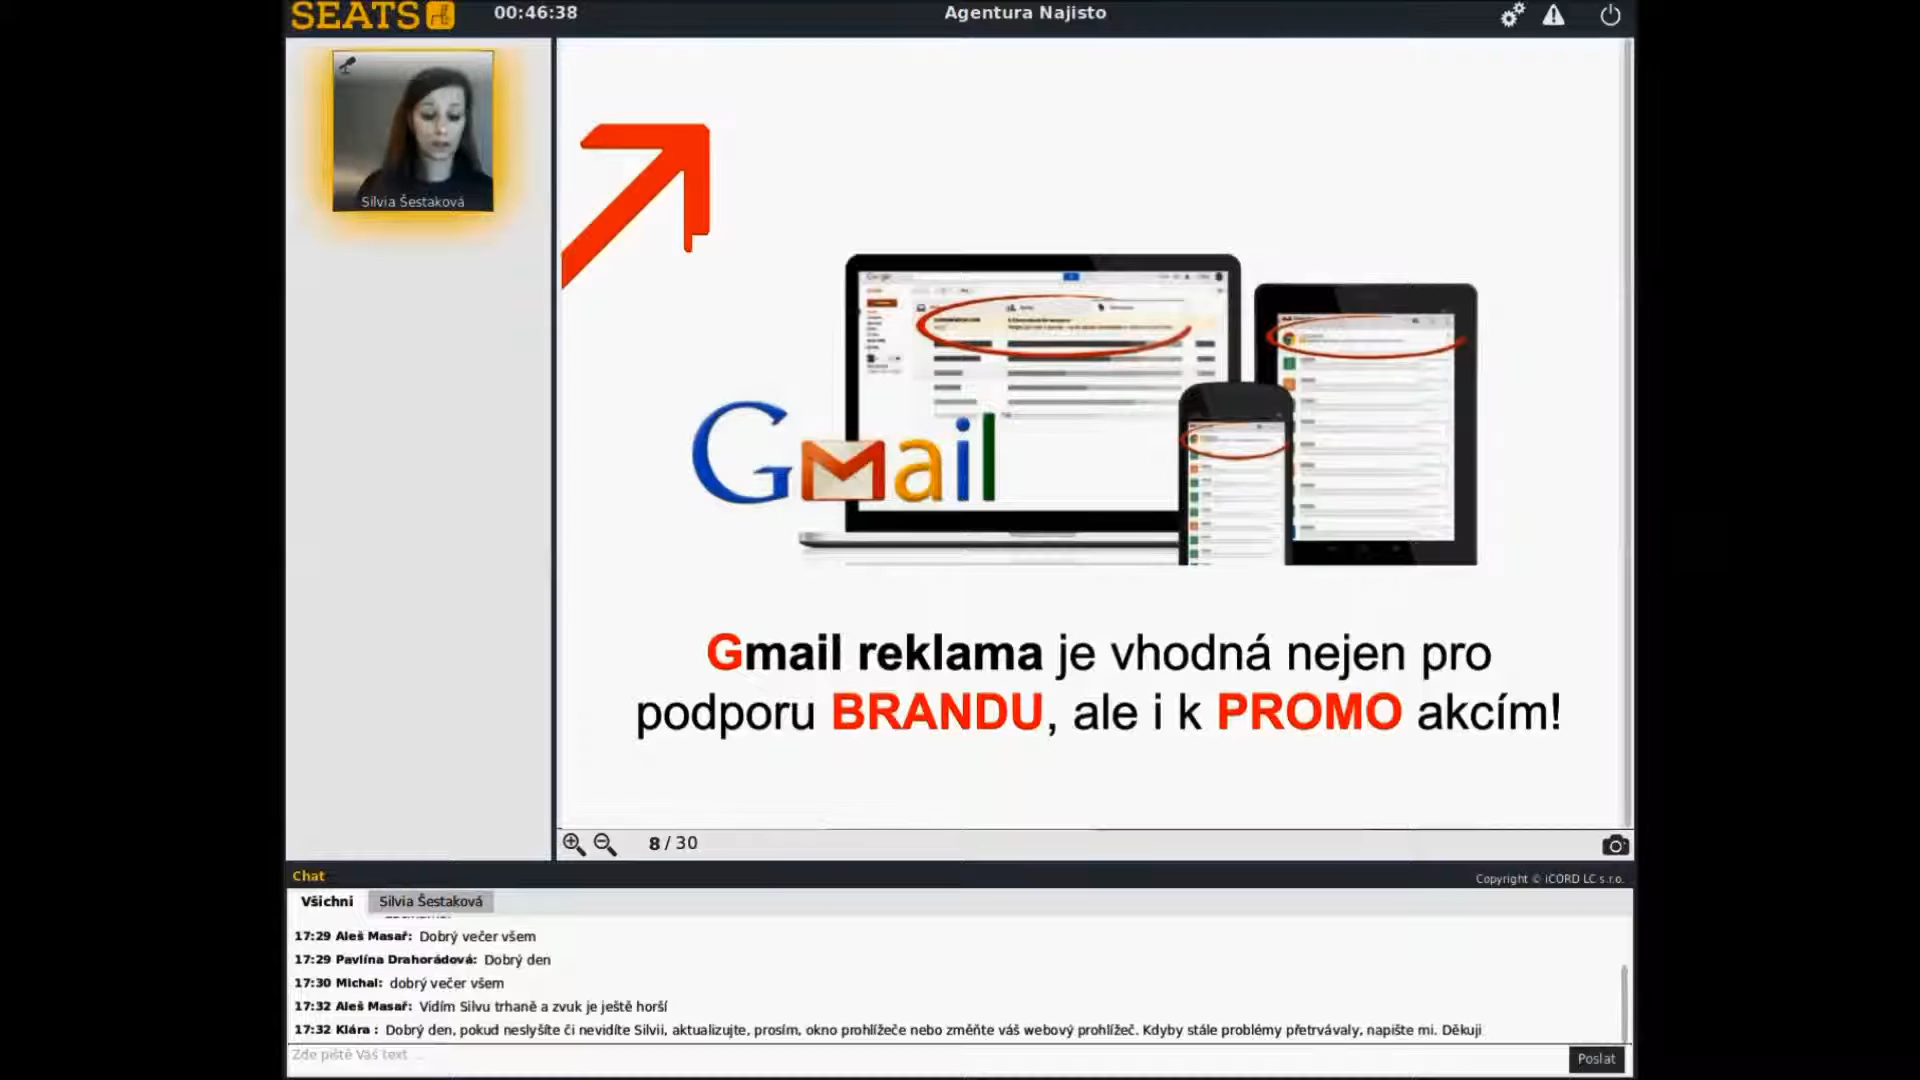 SEATS
00:46:38
Agentura Najisto
Silvia Šestaková
Google
Gmail
Gmail reklama je vhodná nejen pro
podporu BRANDU, ale i k PROMO akcím!
8 / 30
Chat
Copyright © iCORD LC s.r.o.
Všichni
Silvia Šestaková
17:29 Aleš Masař: Dobrý večer všem
17:29 Pavlína Drahorádová: Dobrý den
17:30 Michal: dobrý večer všem
17:32 Aleš Masař: Vidím Silvu trhaně a zvuk je ještě horší
17:32 Klára : Dobrý den, pokud neslyšíte či nevidíte Silvii, aktualizujte, prosím, okno prohlížeče nebo změňte váš webový prohlížeč. Kdyby stále problémy přetrvávaly, napište mi. Děkuji
Zde piště Váš text ...
Poslat